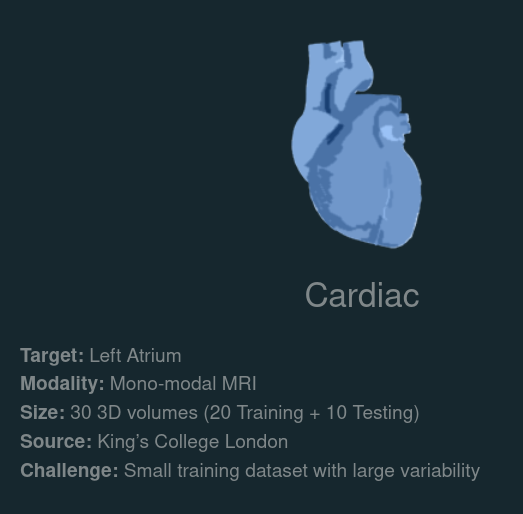 Cardiac
Target: Left Atrium
Modality: Mono-modal MRI
Size: 30 3D volumes (20 Training + 10 Testing)
Source: King’s College London
Challenge: Small training dataset with large variability